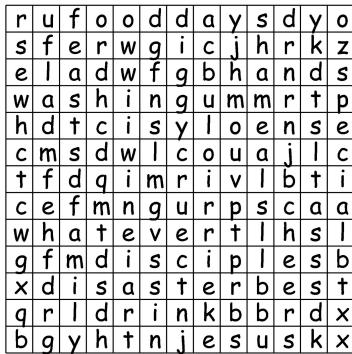 r u f o o d d a y s d y o
s f e r w g i c j h r k z
e l a d w f g b h a n d s
w a s h i n g u m m r t p
h d t c i s y l o e n s e
c m s d w l c o u a j l c
t f d q i m r i v l b t i
c e f m n g u r p s c a a
w h a t e v e r t l h s l
g f m d i s c i p l e s b
x d i s a s t e r b e s t
q r l d r i n k b b r d x
b g y h t n j e s u s k x